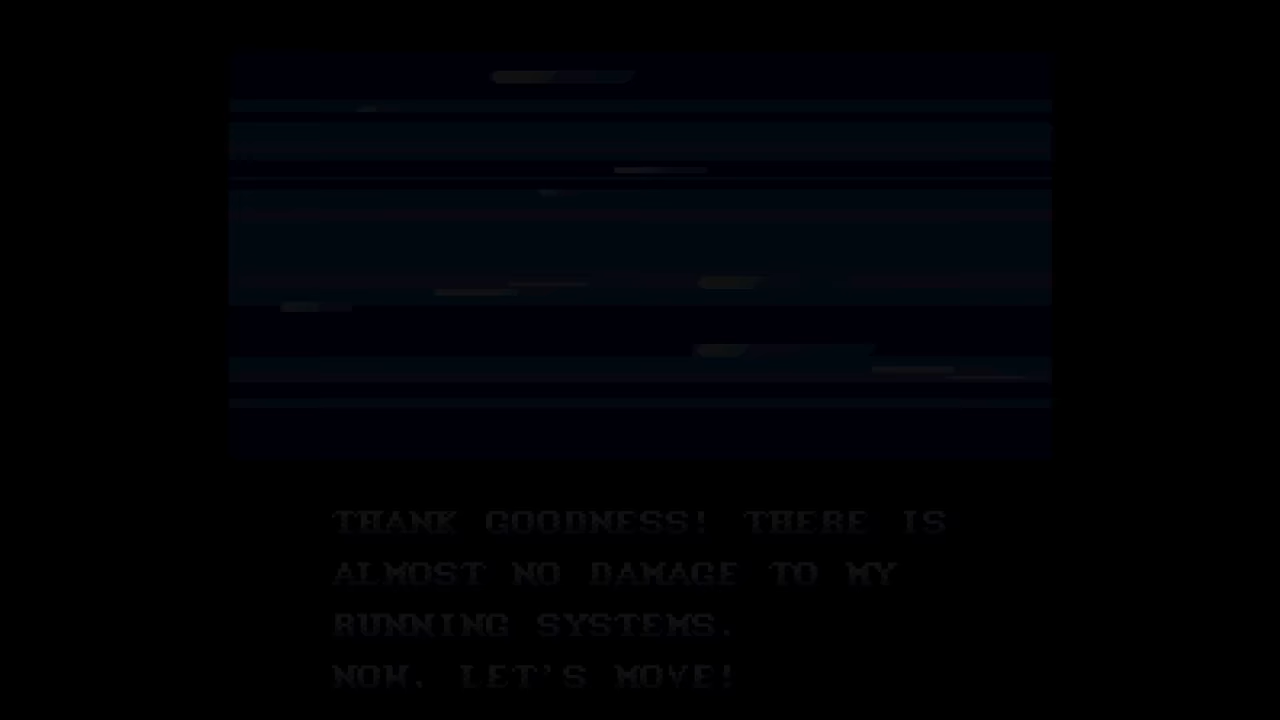 THANK GOODNESS! THERE IS
ALMOST NO DAMAGE TO MY
RUNNING SYSTEMS.
NOW. LET'S MOVE!